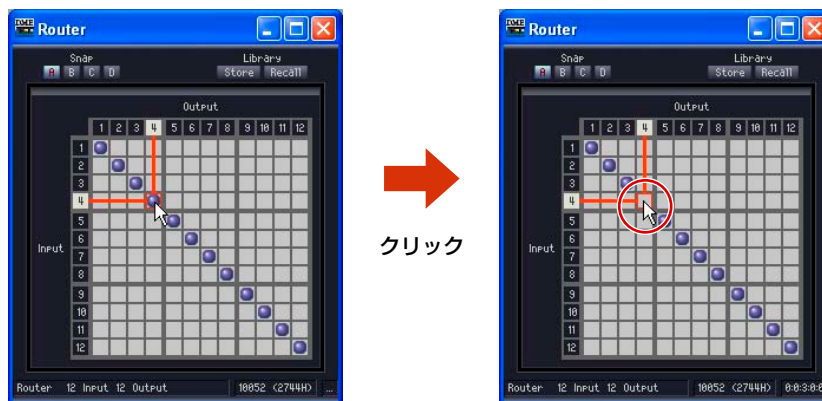 DME Router
Snap
Library
A B C D
Store Recall
Output
1 2 3 4 5 6 7 8 9 10 11 12
1
2
3
4
5
6
Input
7
8
9
10
11
12
Router 12 Input 12 Output 10052 (2744H) ...
クリック
DME Router
Snap
Library
A B C D
Store Recall
Output
1 2 3 4 5 6 7 8 9 10 11 12
1
2
3
4
5
6
Input
7
8
9
10
11
12
Router 12 Input 12 Output 10052 (2744H)